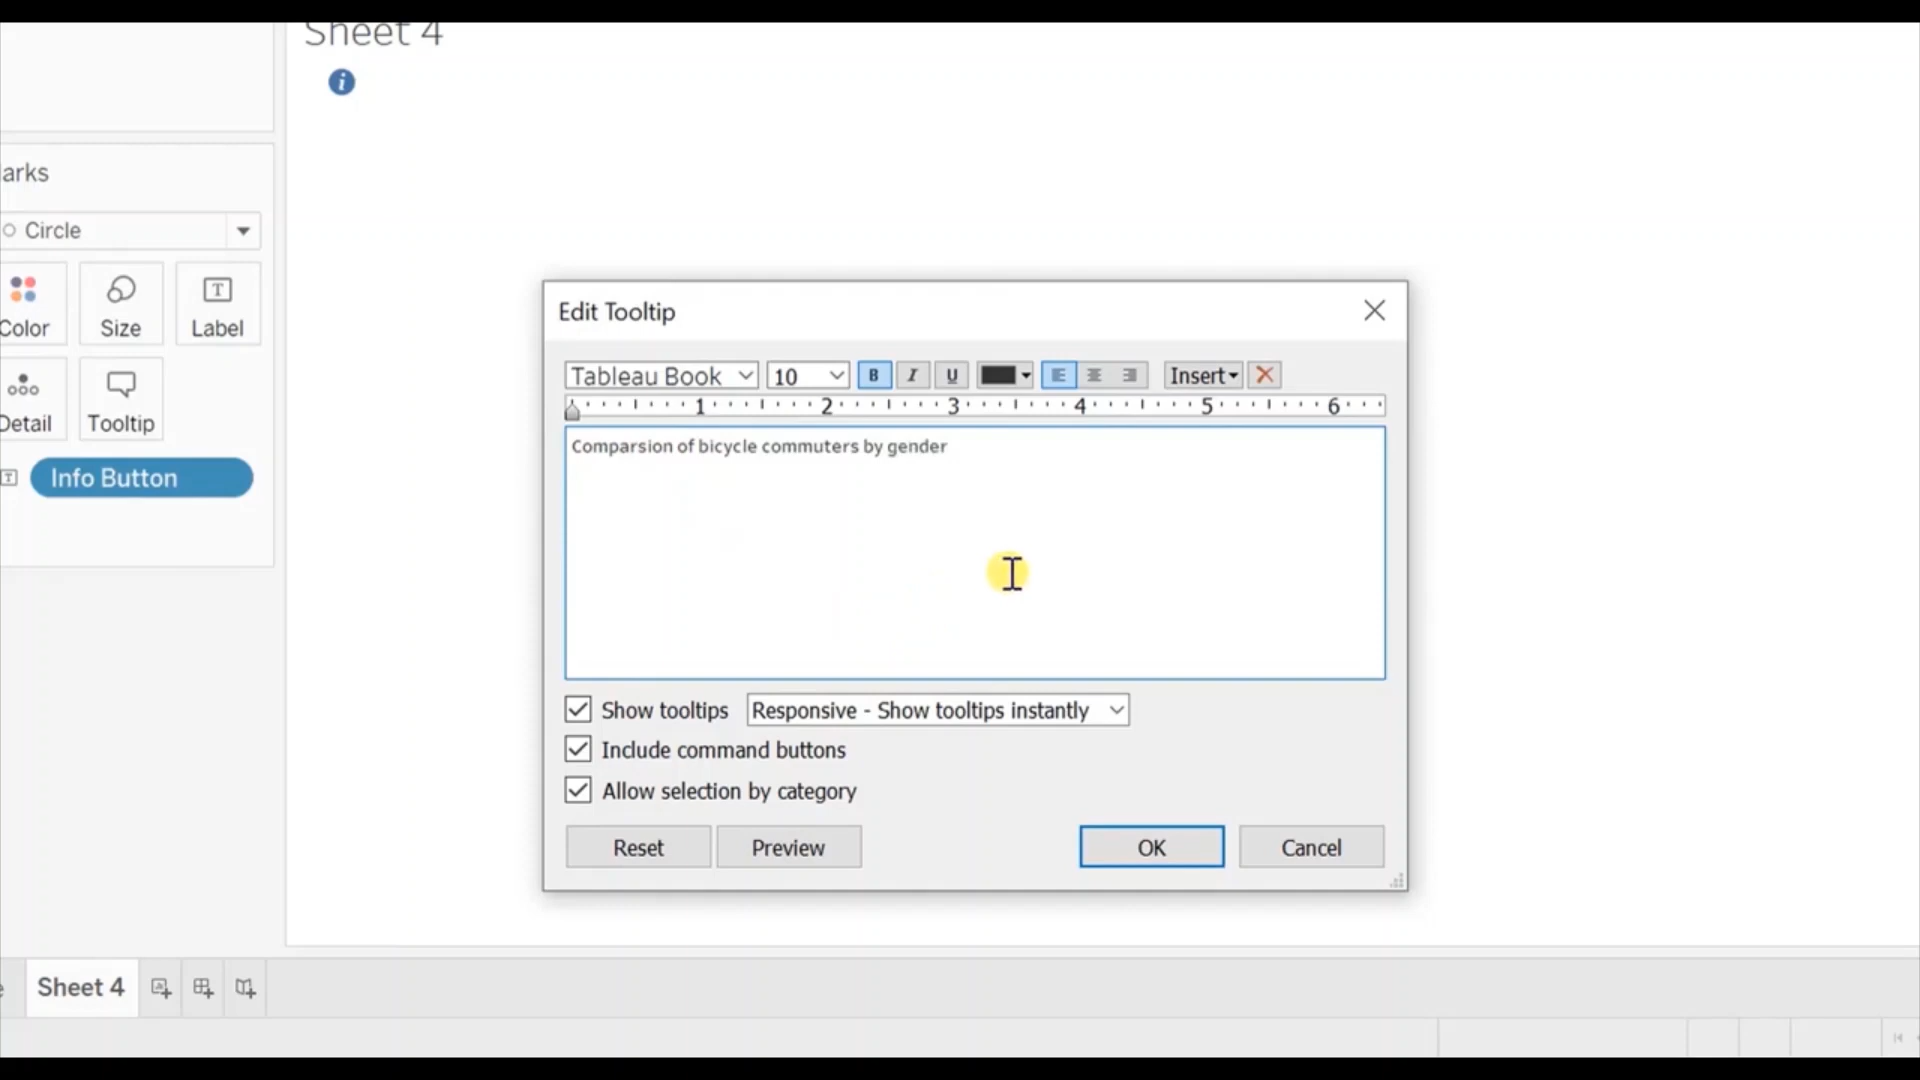 Sheet 4
i
arks
Circle
Color
Size
T
Label
Detail
Tooltip
T
Info Button
Edit Tooltip
Tableau Book
10
B
I
U
Insert
1 2 3 4 5 6
Comparsion of bicycle commuters by gender
Show tooltips
Responsive - Show tooltips instantly
Include command buttons
Allow selection by category
Reset
Preview
OK
Cancel
Sheet 4